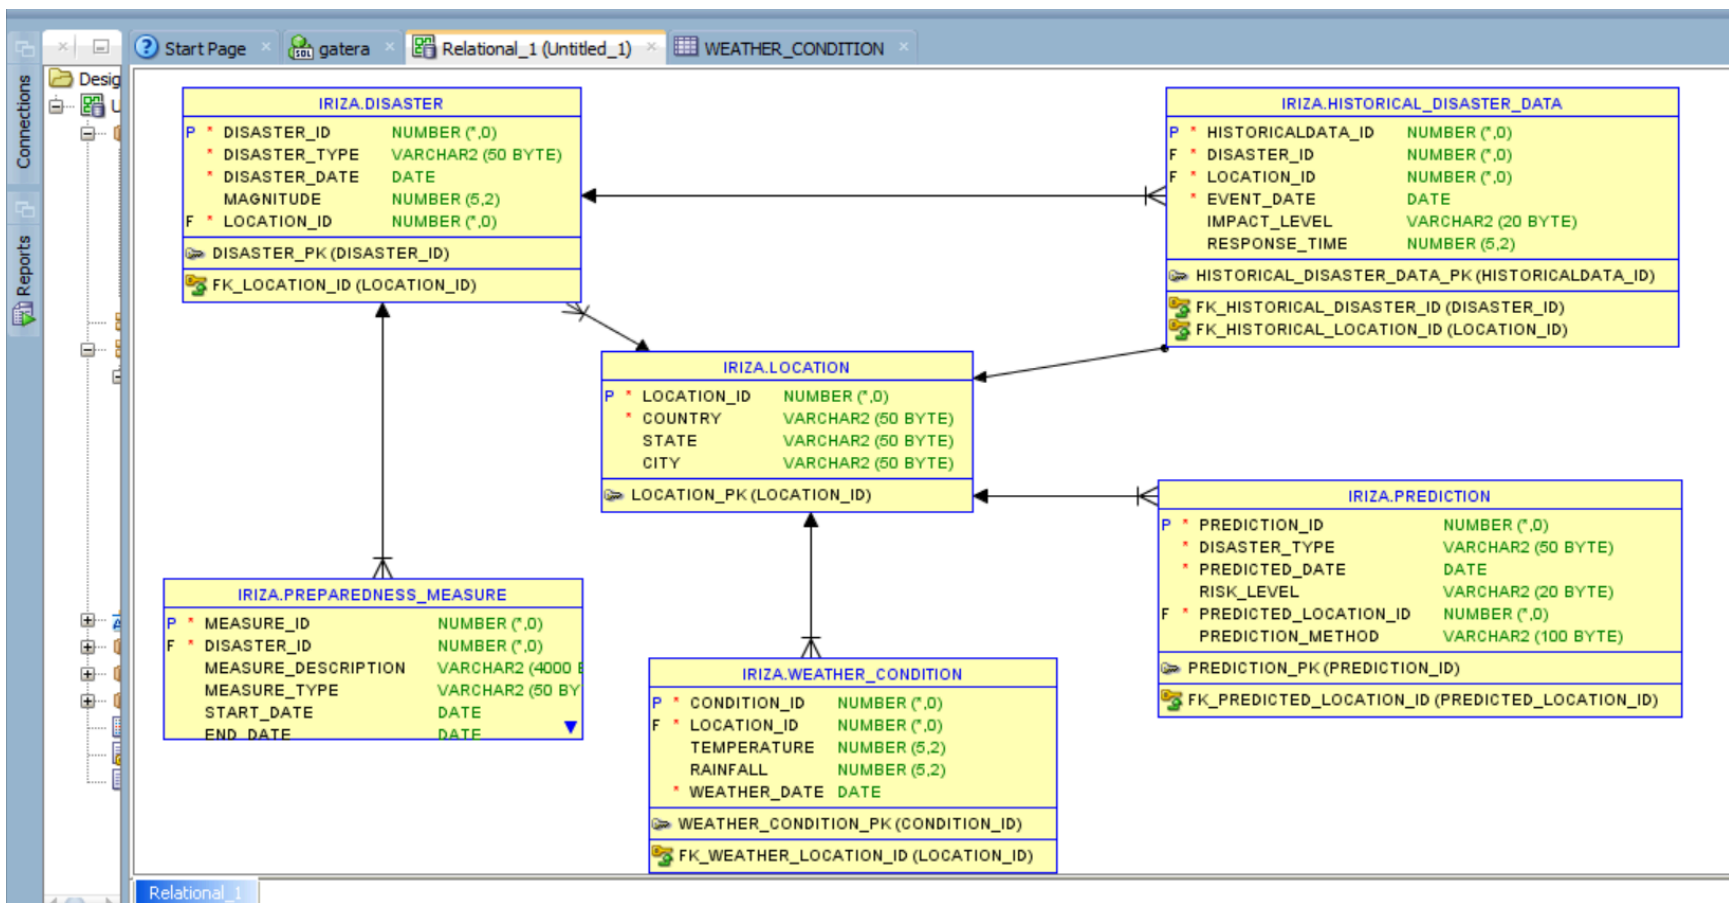 Start Page
gatera
Relational_1 (Untitled_1)
WEATHER_CONDITION
Connections
Reports
Desig
U
IRIZA.DISASTER
P * DISASTER_ID NUMBER (*,0)
* DISASTER_TYPE VARCHAR2 (50 BYTE)
* DISASTER_DATE DATE
MAGNITUDE NUMBER (5,2)
F * LOCATION_ID NUMBER (*,0)
DISASTER_PK (DISASTER_ID)
FK_LOCATION_ID (LOCATION_ID)
IRIZA.HISTORICAL_DISASTER_DATA
P * HISTORICALDATA_ID NUMBER (*,0)
F * DISASTER_ID NUMBER (*,0)
F * LOCATION_ID NUMBER (*,0)
* EVENT_DATE DATE
IMPACT_LEVEL VARCHAR2 (20 BYTE)
RESPONSE_TIME NUMBER (5,2)
HISTORICAL_DISASTER_DATA_PK (HISTORICALDATA_ID)
FK_HISTORICAL_DISASTER_ID (DISASTER_ID)
FK_HISTORICAL_LOCATION_ID (LOCATION_ID)
IRIZA.LOCATION
P * LOCATION_ID NUMBER (*,0)
* COUNTRY VARCHAR2 (50 BYTE)
STATE VARCHAR2 (50 BYTE)
CITY VARCHAR2 (50 BYTE)
LOCATION_PK (LOCATION_ID)
IRIZA.PREDICTION
P * PREDICTION_ID NUMBER (*,0)
* DISASTER_TYPE VARCHAR2 (50 BYTE)
* PREDICTED_DATE DATE
RISK_LEVEL VARCHAR2 (20 BYTE)
F * PREDICTED_LOCATION_ID NUMBER (*,0)
PREDICTION_METHOD VARCHAR2 (100 BYTE)
PREDICTION_PK (PREDICTION_ID)
FK_PREDICTED_LOCATION_ID (PREDICTED_LOCATION_ID)
IRIZA.PREPAREDNESS_MEASURE
P * MEASURE_ID NUMBER (*,0)
F * DISASTER_ID NUMBER (*,0)
MEASURE_DESCRIPTION VARCHAR2 (4000
MEASURE_TYPE VARCHAR2 (50 BY
START_DATE DATE
END_DATE DATE
IRIZA.WEATHER_CONDITION
P * CONDITION_ID NUMBER (*,0)
F * LOCATION_ID NUMBER (*,0)
TEMPERATURE NUMBER (5,2)
RAINFALL NUMBER (5,2)
* WEATHER_DATE DATE
WEATHER_CONDITION_PK (CONDITION_ID)
FK_WEATHER_LOCATION_ID (LOCATION_ID)
Relational_1